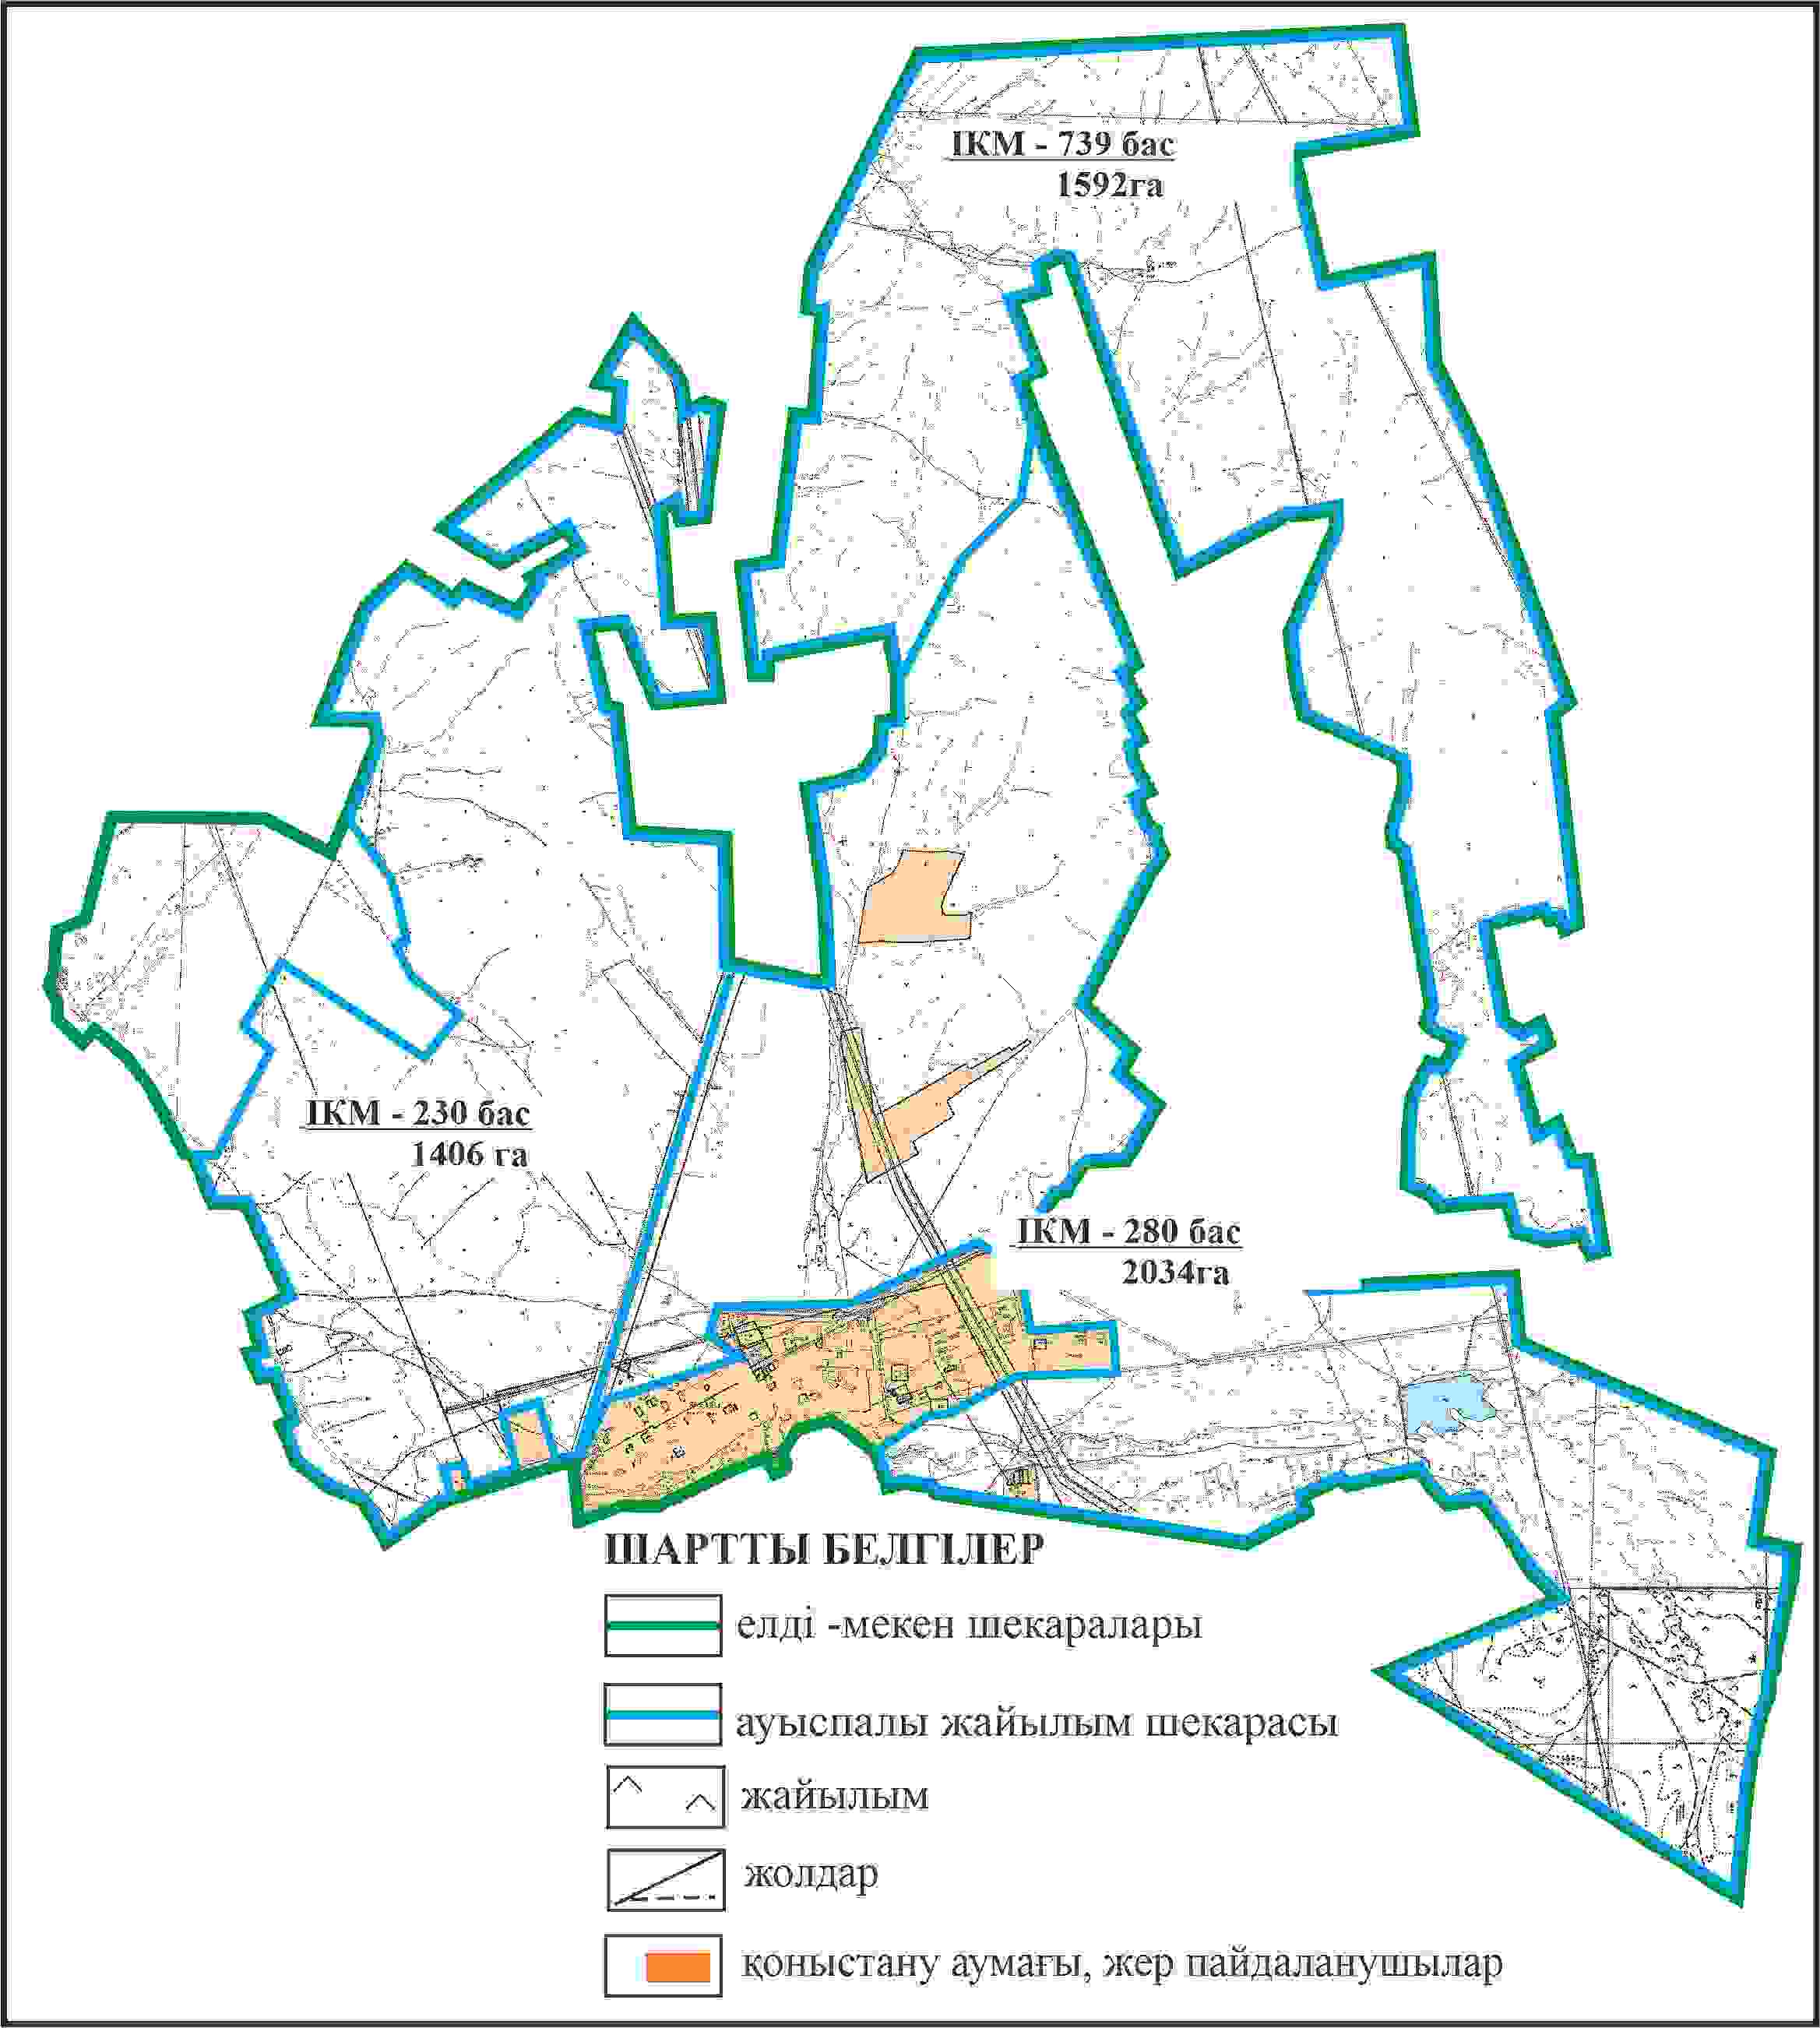 ІКМ - 739 бас
1592га
ІКМ - 230 бас
1406 га
ІКМ - 280 бас
2034га
ШАРТТЫ БЕЛГІЛЕР
елді -мекен шекаралары
ауыспалы жайылым шекарасы
жайылым
жолдар
қоныстану аумағы, жер пайдаланушылар